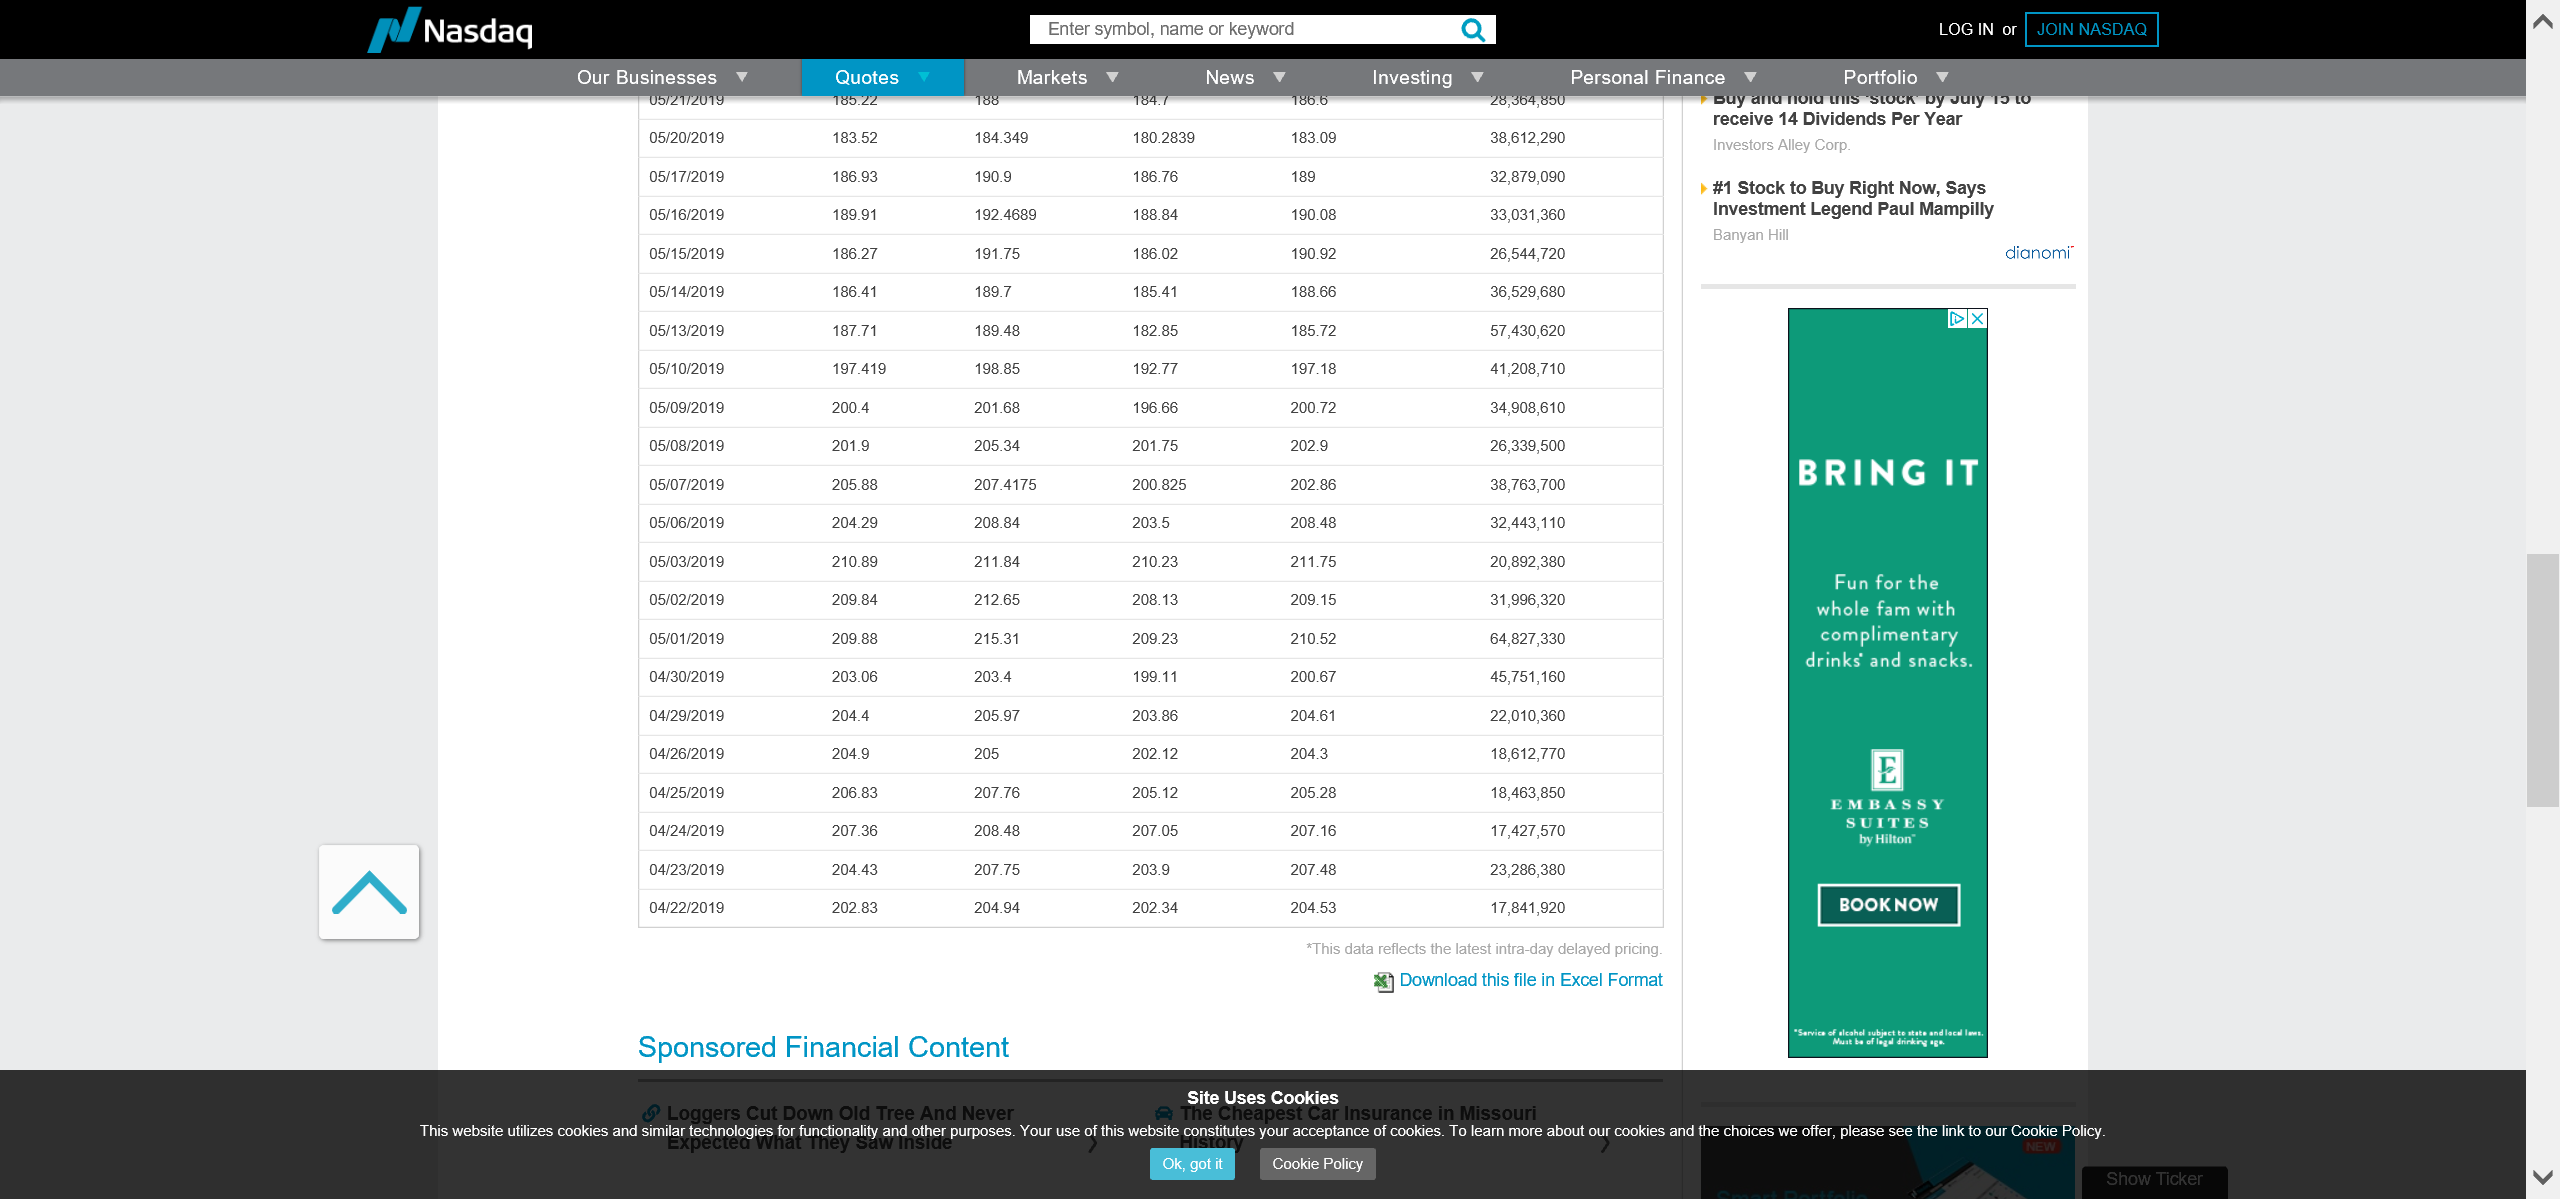 Nasdaq
Enter symbol, name or keyword
LOG IN or JOIN NASDAQ
Our Businesses Quotes Markets News Investing Personal Finance Portfolio
05/21/2019 185.22 188 184.7 186.6 28,364,850
05/20/2019 183.52 184.349 180.2839 183.09 38,612,290
05/17/2019 186.93 190.9 186.76 189 32,879,090
05/16/2019 189.91 192.4689 188.84 190.08 33,031,360
05/15/2019 186.27 191.75 186.02 190.92 26,544,720
05/14/2019 186.41 189.7 185.41 188.66 36,529,680
05/13/2019 187.71 189.48 182.85 185.72 57,430,620
05/10/2019 197.419 198.85 192.77 197.18 41,208,710
05/09/2019 200.4 201.68 196.66 200.72 34,908,610
05/08/2019 201.9 205.34 201.75 202.9 26,339,500
05/07/2019 205.88 207.4175 200.825 202.86 38,763,700
05/06/2019 204.29 208.84 203.5 208.48 32,443,110
05/03/2019 210.89 211.84 210.23 211.75 20,892,380
05/02/2019 209.84 212.65 208.13 209.15 31,996,320
05/01/2019 209.88 215.31 209.23 210.52 64,827,330
04/30/2019 203.06 203.4 199.11 200.67 45,751,160
04/29/2019 204.4 205.97 203.86 204.61 22,010,360
04/26/2019 204.9 205 202.12 204.3 18,612,770
04/25/2019 206.83 207.76 205.12 205.28 18,463,850
04/24/2019 207.36 208.48 207.05 207.16 17,427,570
04/23/2019 204.43 207.75 203.9 207.48 23,286,380
04/22/2019 202.83 204.94 202.34 204.53 17,841,920
*This data reflects the latest intra-day delayed pricing.
Download this file in Excel Format
Sponsored Financial Content
Loggers Cut Down Old Tree And Never
Expected What They Saw Inside
The Cheapest Car Insurance in Missouri
History
Buy and hold this 'stock' by July 15 to
receive 14 Dividends Per Year
Investors Alley Corp.
#1 Stock to Buy Right Now, Says
Investment Legend Paul Mampilly
Banyan Hill
dianomi
BRING IT
Fun for the
whole fam with
complimentary
drinks* and snacks.
E
EMBASSY
SUITES
by Hilton™
BOOK NOW
*Service of alcohol subject to state and local laws.
Must be of legal drinking age.
NEW
Smart Portfolio
Site Uses Cookies
This website utilizes cookies and similar technologies for functionality and other purposes. Your use of this website constitutes your acceptance of cookies. To learn more about our cookies and the choices we offer, please see the link to our Cookie Policy.
Ok, got it Cookie Policy
Show Ticker